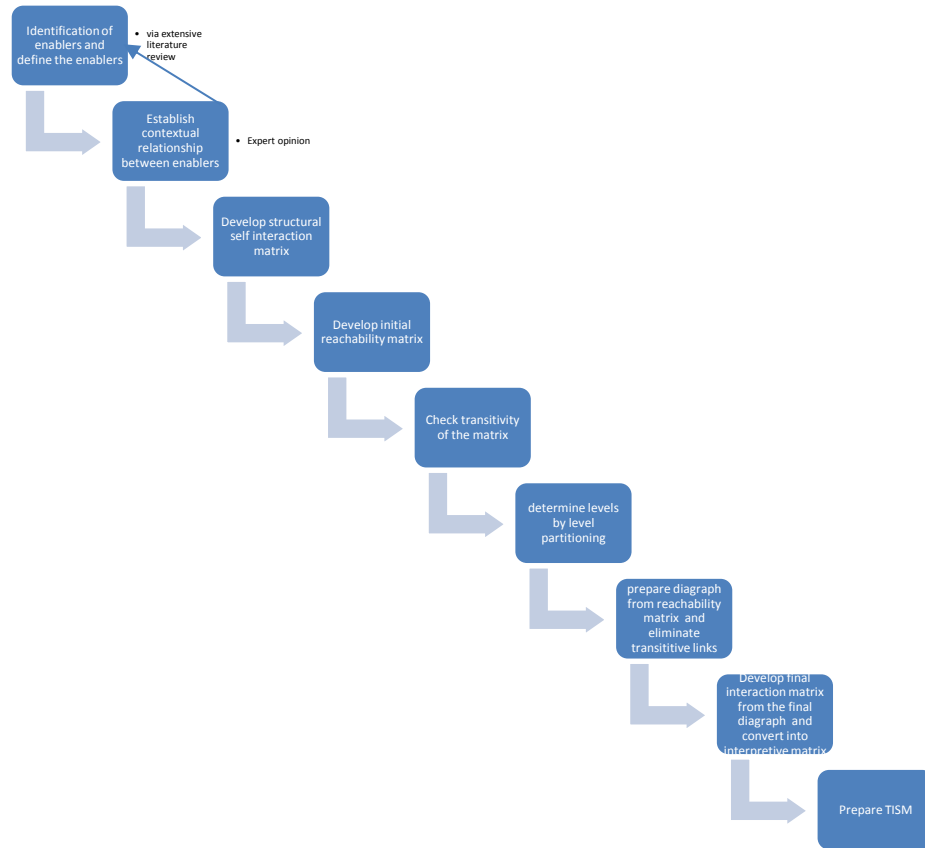 Identification of
enablers and
define the enablers
• via extensive
literature
review
Establish
contextual
relationship
between enablers
• Expert opinion
Develop structural
self interaction
matrix
Develop initial
reachability matrix
Check transitivity
of the matrix
determine levels
by level
partitioning
prepare diagraph
from reachability
matrix and
eliminate
transititive links
Develop final
interaction matrix
from the final
diagraph and
convert into
interpretive matrix
Prepare TISM